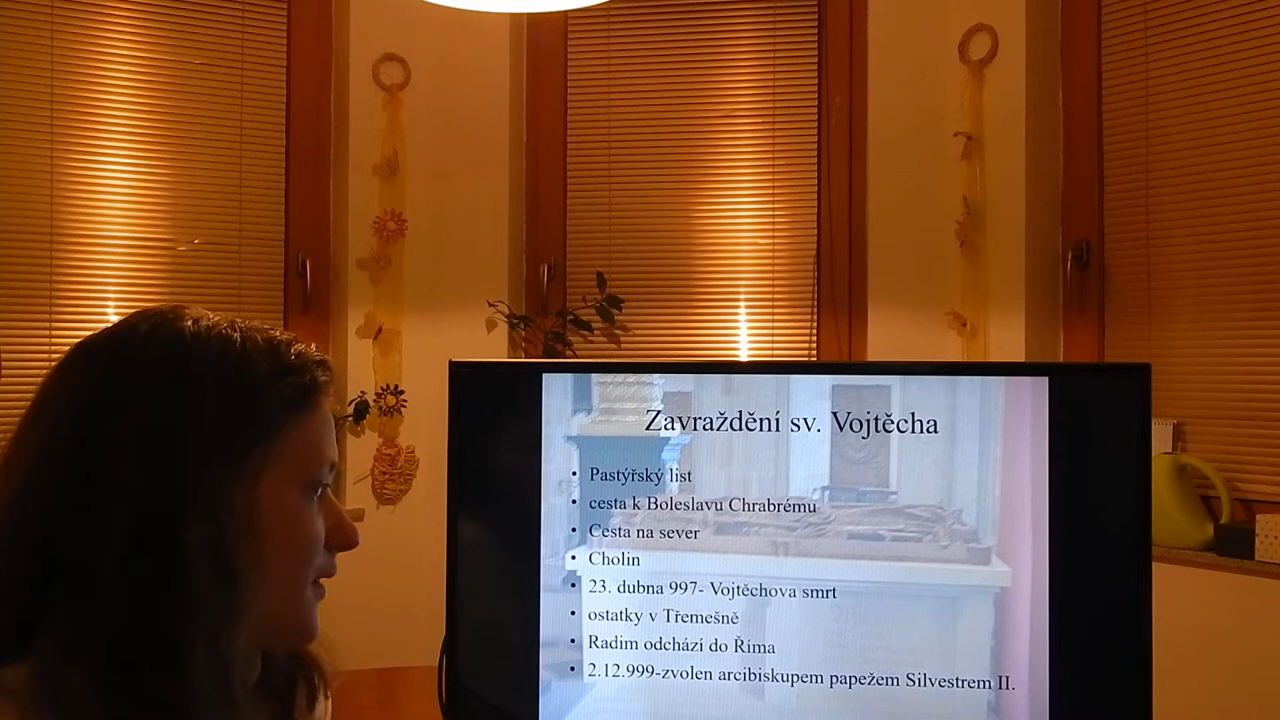 Zavraždění sv. Vojtěcha
• Pastýřský list
• cesta k Boleslavu Chrabrému
• Cesta na sever
• Cholin
• 23. dubna 997- Vojtěchova smrt
• ostatky v Třemešně
• Radim odchází do Říma
• 2.12.999-zvolen arcibiskupem papežem Silvestrem II.